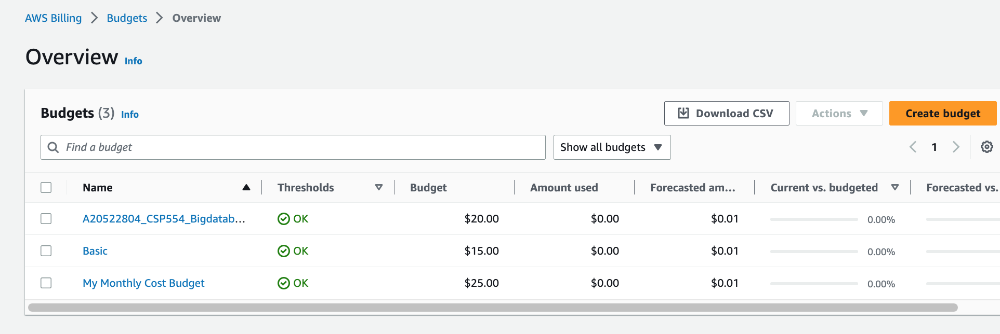 AWS Billing > Budgets > Overview
Overview Info
Budgets (3) Info
Download CSV Actions Create budget
Find a budget Show all budgets 1
Name Thresholds Budget Amount used Forecasted am... Current vs. budgeted Forecasted vs.
A20522804_CSP554_Bigdatab... OK $20.00 $0.00 $0.01 0.00%
Basic OK $15.00 $0.00 $0.01 0.00%
My Monthly Cost Budget OK $25.00 $0.00 $0.01 0.00%